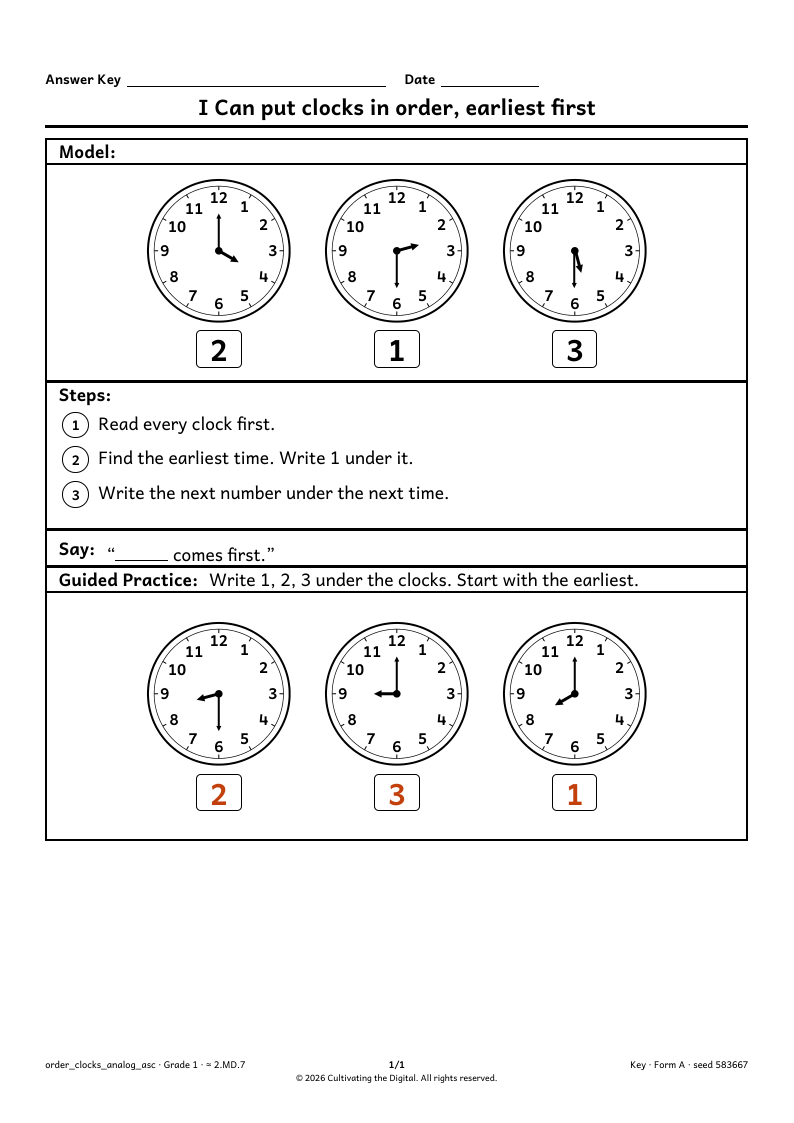 Answer Key ____________ Date ____________
I Can put clocks in order, earliest first
Model:
12 1 2 3 4 5 6 7 8 9 10 11
12 1 2 3 4 5 6 7 8 9 10 11
12 1 2 3 4 5 6 7 8 9 10 11
2 1 3
Steps:
1 Read every clock first.
2 Find the earliest time. Write 1 under it.
3 Write the next number under the next time.
Say: “______ comes first.”
Guided Practice: Write 1, 2, 3 under the clocks. Start with the earliest.
12 1 2 3 4 5 6 7 8 9 10 11
12 1 2 3 4 5 6 7 8 9 10 11
12 1 2 3 4 5 6 7 8 9 10 11
2 3 1
order_clocks_analog_asc · Grade 1 · ≈ 2.MD.7 1/1 Key · Form A · seed 583667
© 2026 Cultivating the Digital. All rights reserved.